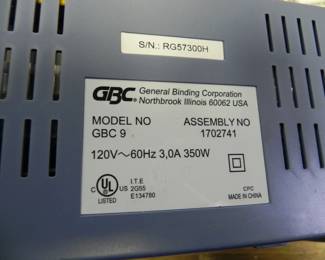 S/N.: RG57300H
GBC General Binding Corporation
Northbrook Illinois 60062 USA
MODEL NO ASSEMBLY NO
GBC 9 1702741
120V~60Hz 3,0A 350W
C UL US I.T.E.
LISTED 2G55
E134780
CPC
MADE IN CHINA